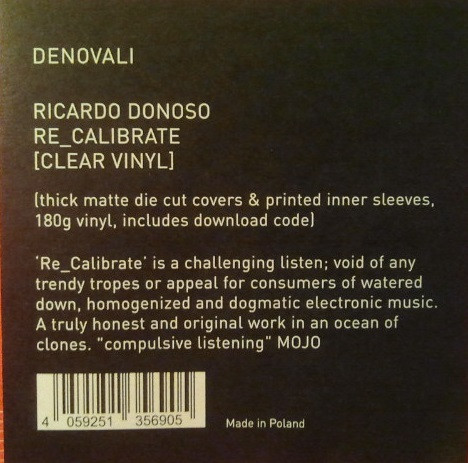 DENOVALI
RICARDO DONOSO
RE_CALIBRATE
[CLEAR VINYL]
(thick matte die cut covers & printed inner sleeves,
180g vinyl, includes download code)
'Re_Calibrate' is a challenging listen; void of any
trendy tropes or appeal for consumers of watered
down, homogenized and dogmatic electronic music.
A truly honest and original work in an ocean of
clones. "compulsive listening" MOJO
4 059251 356905
Made in Poland